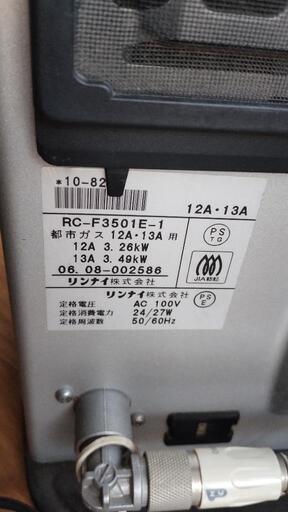 *10-82
12A・13A
RC-F3501E-1
都市ガス 12A・13A 用
12A 3.26kW
13A 3.49kW
06.08-002586
リンナイ株式会社
PS
TG
JIA認証
リンナイ株式会社
PS
E
定格電圧 AC 100V
定格消費電力 24/27W
定格周波数 50/60Hz